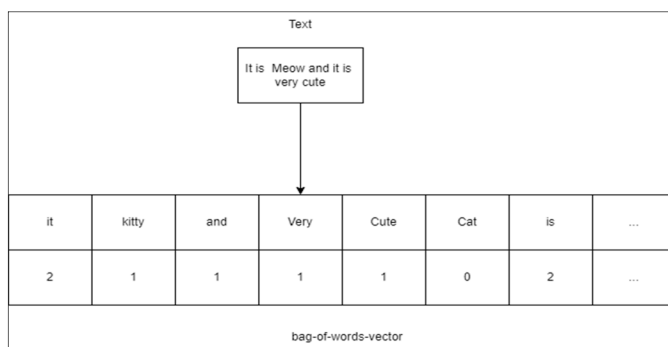 Text
It is  Meow and it is
very cute
it kitty and Very Cute Cat is ...
2 1 1 1 1 0 2 ...
bag-of-words-vector